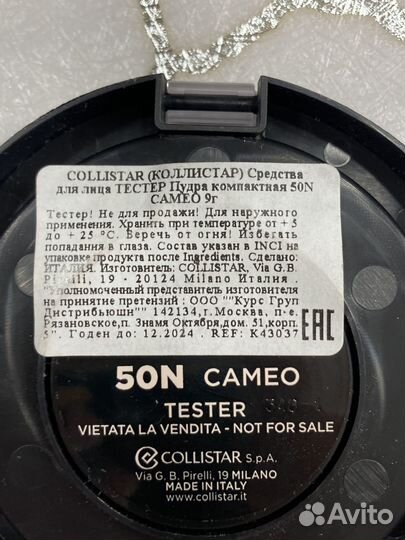 COLLISTAR (КОЛЛИСТАР) Средства
для лица ТЕСТЕР Пудра компактная 50N
CAMEO 9г
Тестер! Не для продажи! Для наружного
применения. Хранить при температуре от + 5
до + 25 °C. Беречь от огня! Избегать
попадания в глаза. Состав указан в INCI на
упаковке продукта после Ingredients. Сделано:
ИТАЛИЯ. Изготовитель: COLLISTAR, Via G.B.
Pirelli, 19 - 20124 Milano Италия.
"Уполномоченный представитель изготовителя
на принятие претензий: ООО ""Курс Груп
Дистрибьюшн"" 142134, г. Москва, п-е.
Рязановское, п. Знамя Октября, дом. 51, корп.
5". Годен до: 12.2024 . REF: K43037
EAC
50N CAMEO
TESTER
VIETATA LA VENDITA - NOT FOR SALE
COLLISTAR S.p.A.
Via G. B. Pirelli, 19 MILANO
MADE IN ITALY
www.collistar.it
Avito